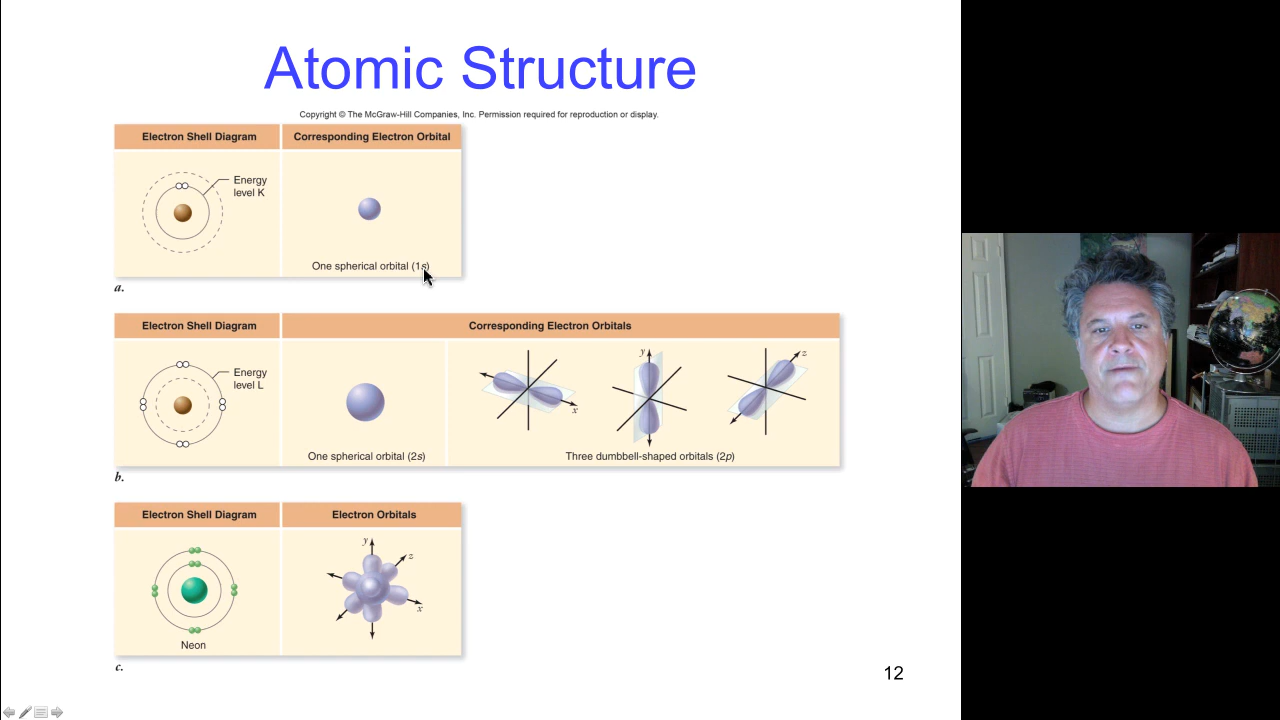 Atomic Structure
Copyright © The McGraw-Hill Companies, Inc. Permission required for reproduction or display.
Electron Shell Diagram
Corresponding Electron Orbital
Energy
level K
One spherical orbital (1s)
a.
Electron Shell Diagram
Corresponding Electron Orbitals
Energy
level L
One spherical orbital (2s)
x
y
z
Three dumbbell-shaped orbitals (2p)
b.
Electron Shell Diagram
Electron Orbitals
Neon
y
z
x
c.
12